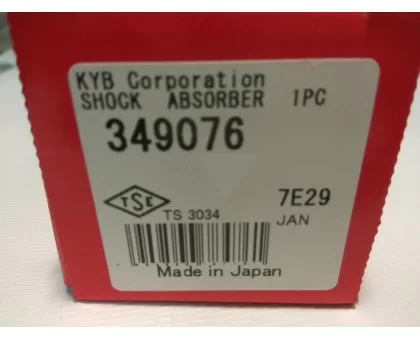 KYB Corporation
SHOCK ABSORBER 1PC
349076
TSE
TS 3034
7E29
JAN
Made in Japan